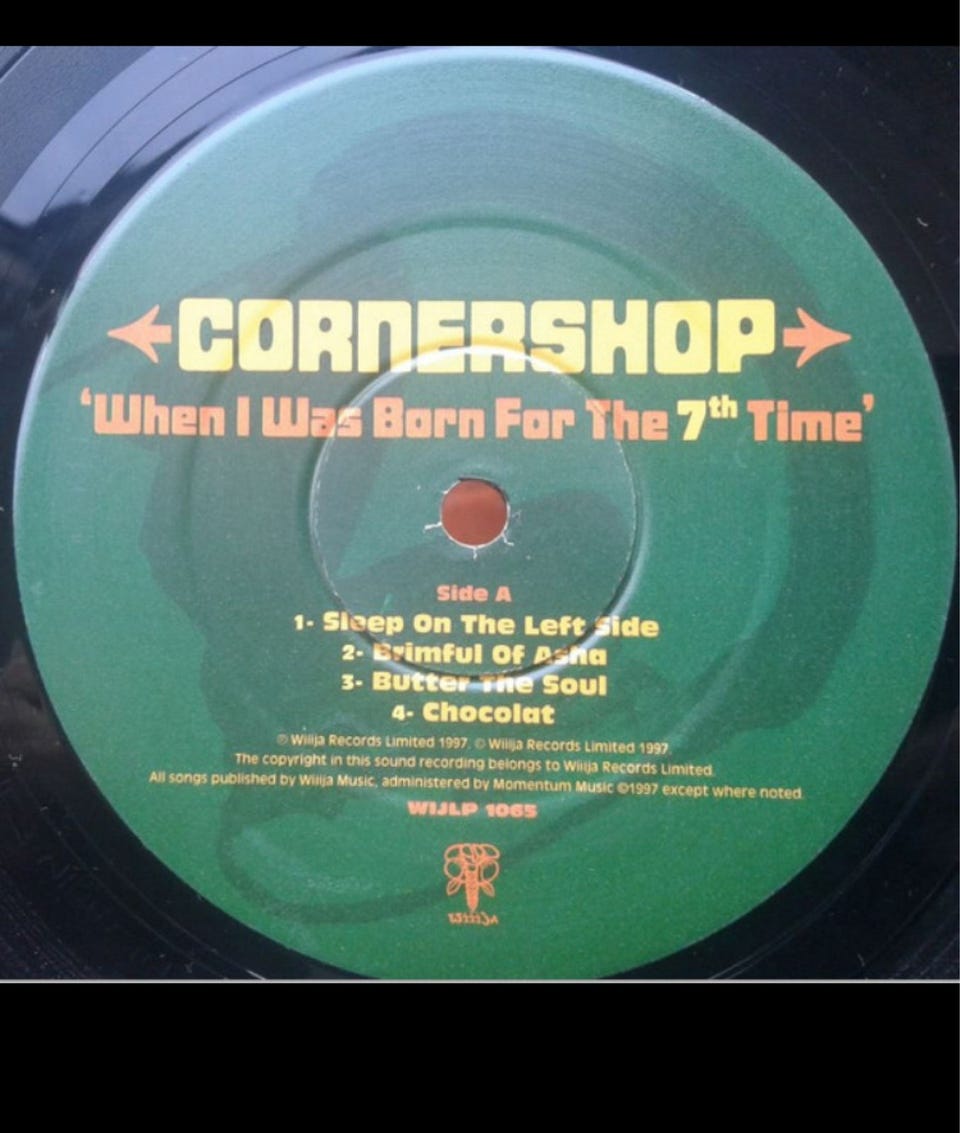 CORNERSHOP
'When I Was Born For The 7th Time'
Side A
1- Sleep On The Left Side
2- Brimful Of Asha
3- Butter The Soul
4- Chocolat
℗ Wiiija Records Limited 1997. © Wiiija Records Limited 1997.
The copyright in this sound recording belongs to Wiiija Records Limited.
All songs published by Wiiija Music, administered by Momentum Music ©1997 except where noted.
WIJLP 1065